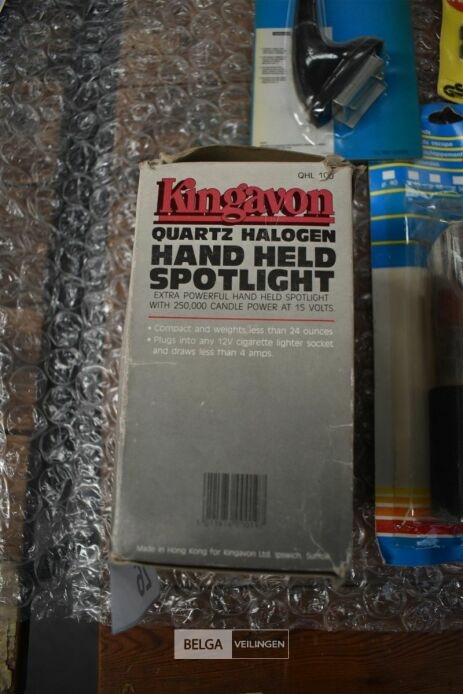 QHL 100
Kingavon
QUARTZ HALOGEN
HAND HELD
SPOTLIGHT
EXTRA POWERFUL HAND HELD SPOTLIGHT
WITH 250,000 CANDLE POWER AT 15 VOLTS
• Compact and weights less than 24 ounces
• Plugs into any 12V cigarette lighter socket
and draws less than 4 amps.
Made in Hong Kong for Kingavon Ltd. Ipswich, Suffolk
BELGA VEILINGEN